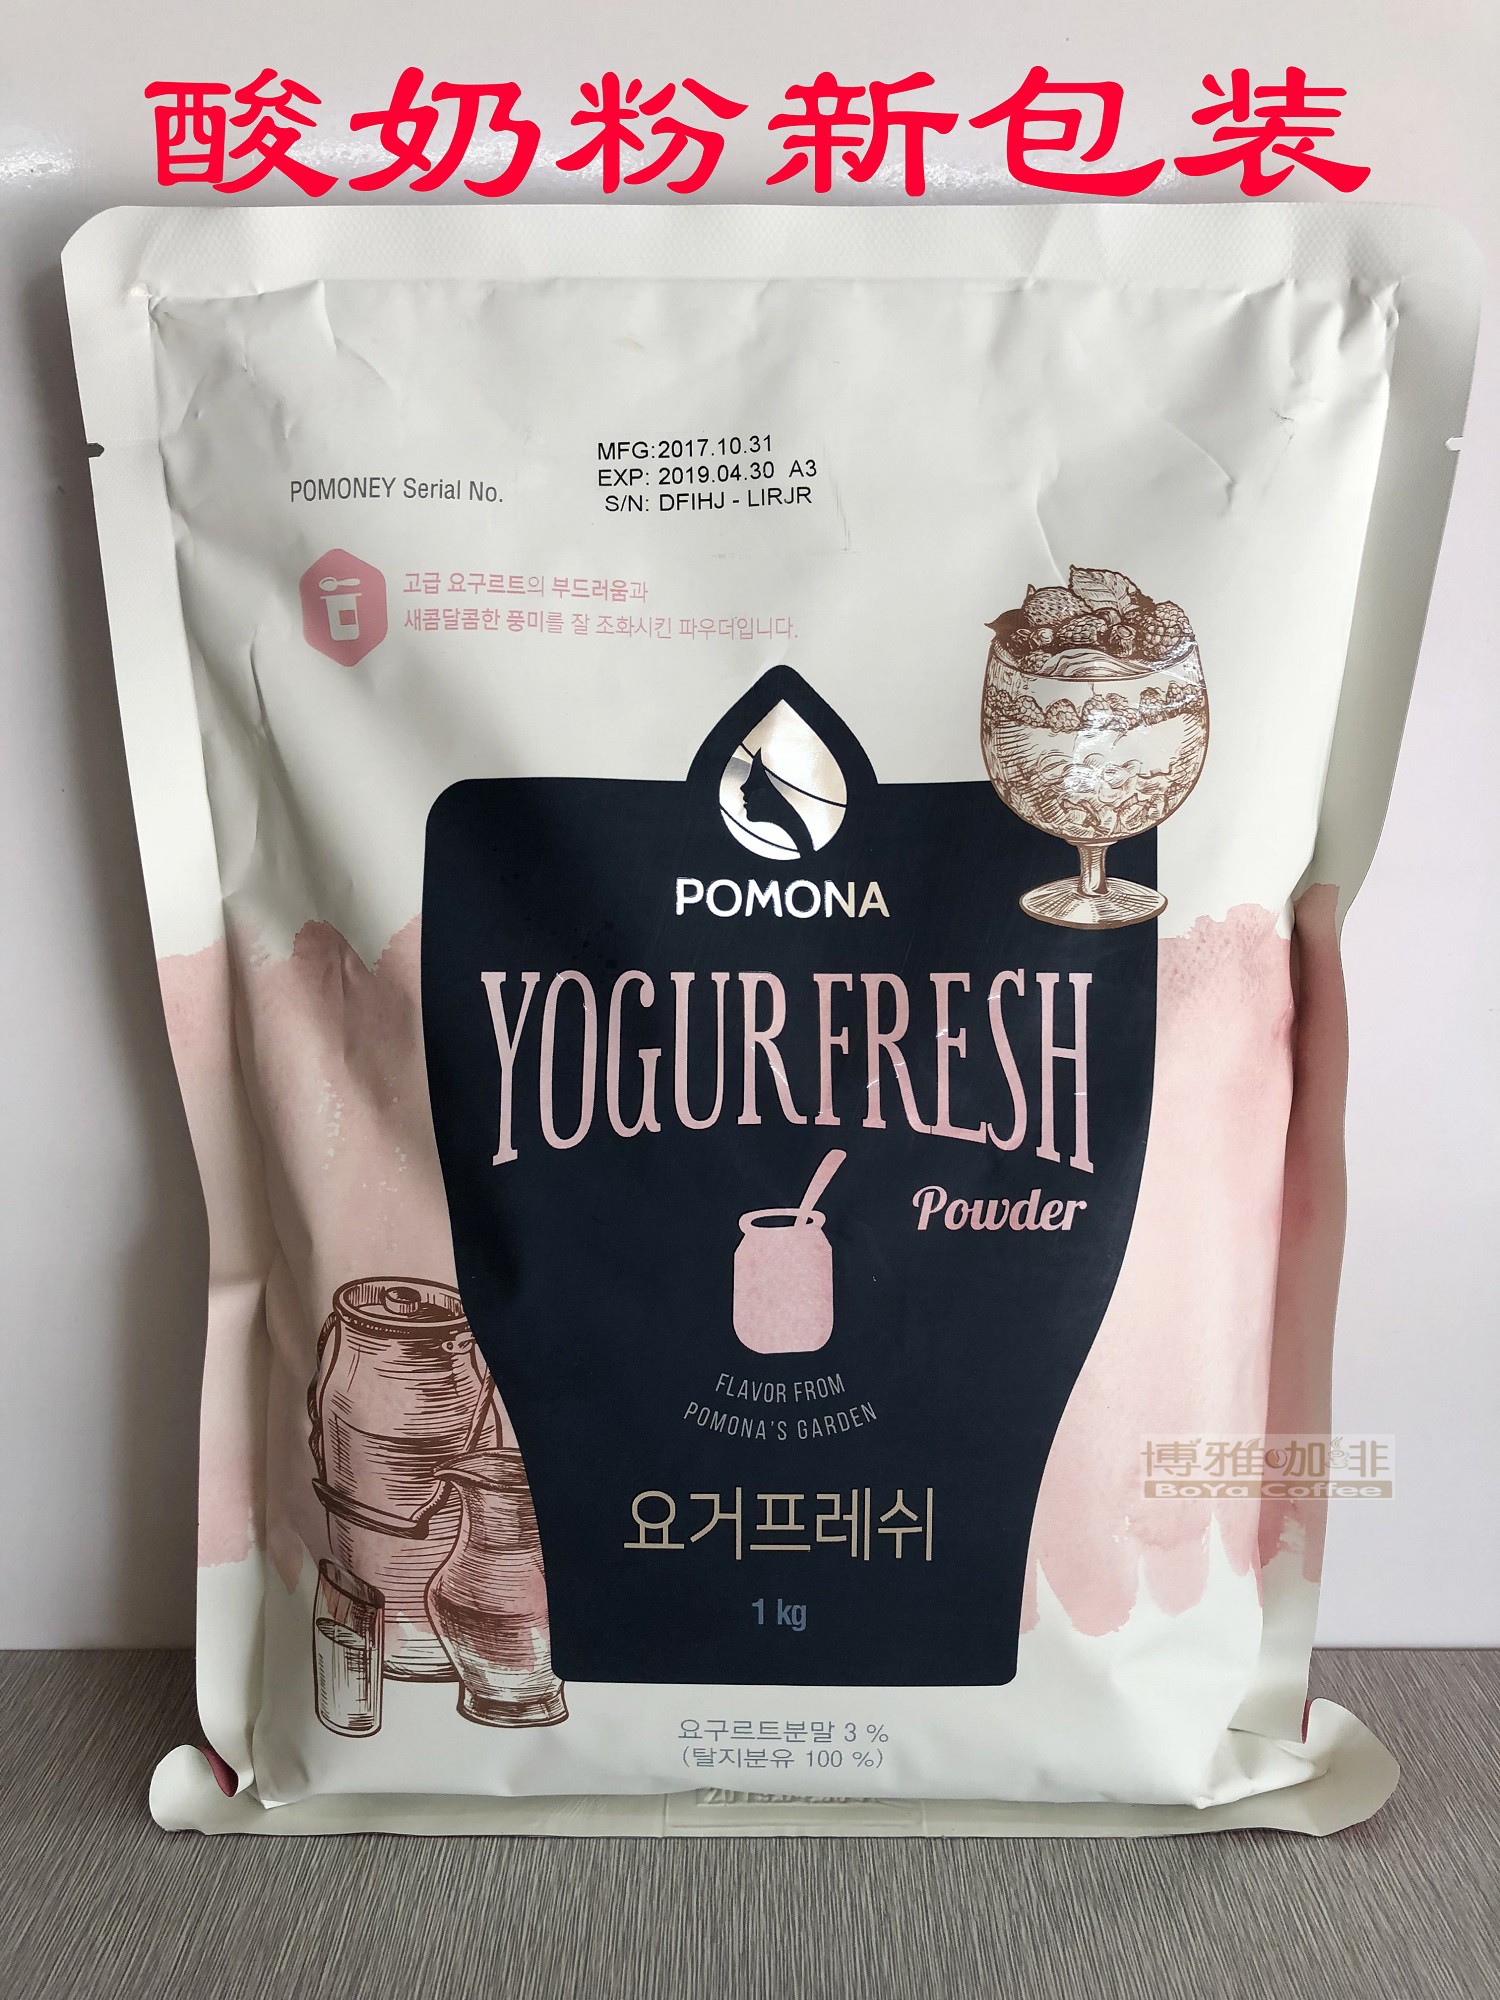 酸奶粉新包装
MFG:2017.10.31
EXP: 2019.04.30 A3
S/N: DFIHJ - LIRJR
POMONEY Serial No.
고급 요구르트의 부드러움과
새콤달콤한 풍미를 잘 조화시킨 파우더입니다.
POMONA
YOGURFRESH
Powder
FLAVOR FROM
POMONA'S GARDEN
博雅咖啡
BoYa Coffee
요거프레쉬
1 kg
요구르트분말 3 %
(탈지분유 100 %)